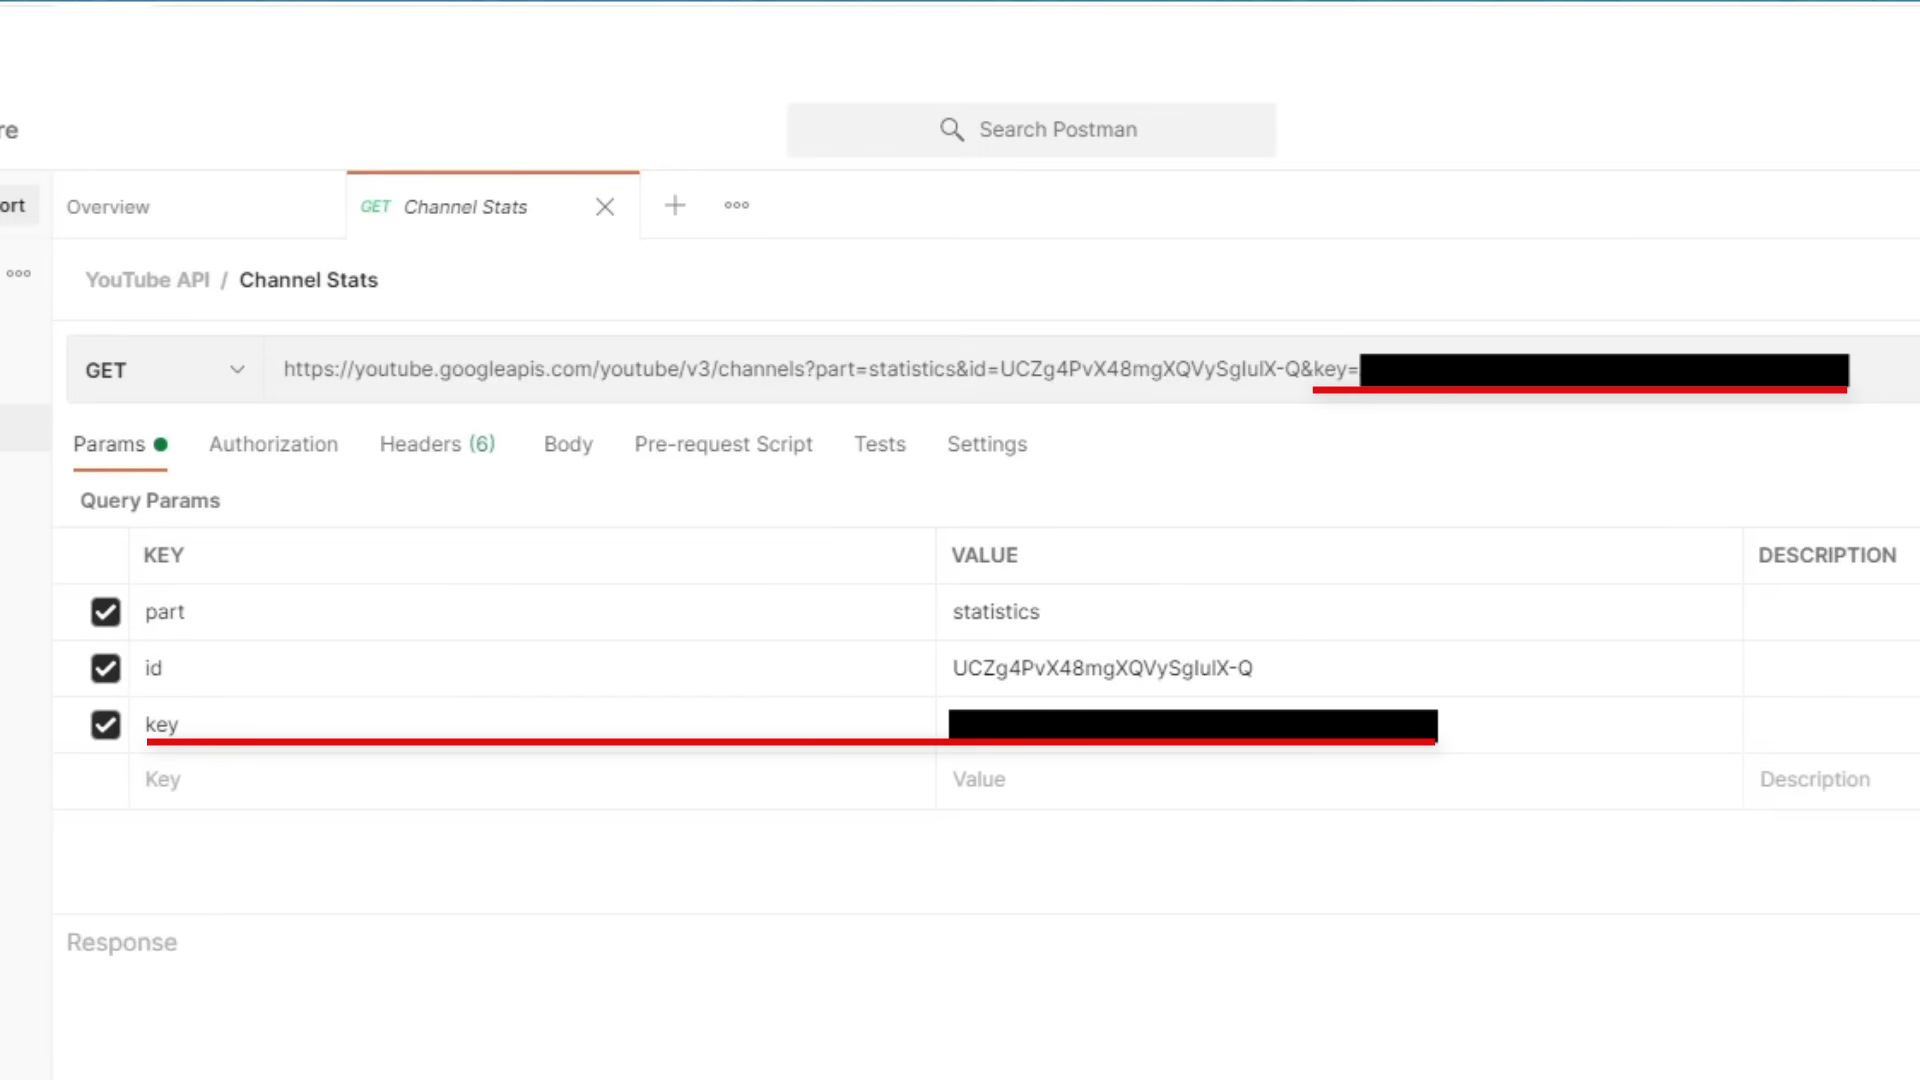 re
Search Postman
ort
Overview
GET Channel Stats
YouTube API / Channel Stats
GET
https://youtube.googleapis.com/youtube/v3/channels?part=statistics&id=UCZg4PvX48mgXQVySgIuIX-Q&key=
Params
Authorization
Headers (6)
Body
Pre-request Script
Tests
Settings
Query Params
KEY VALUE DESCRIPTION
part statistics
id UCZg4PvX48mgXQVySgIuIX-Q
key
Key Value Description
Response